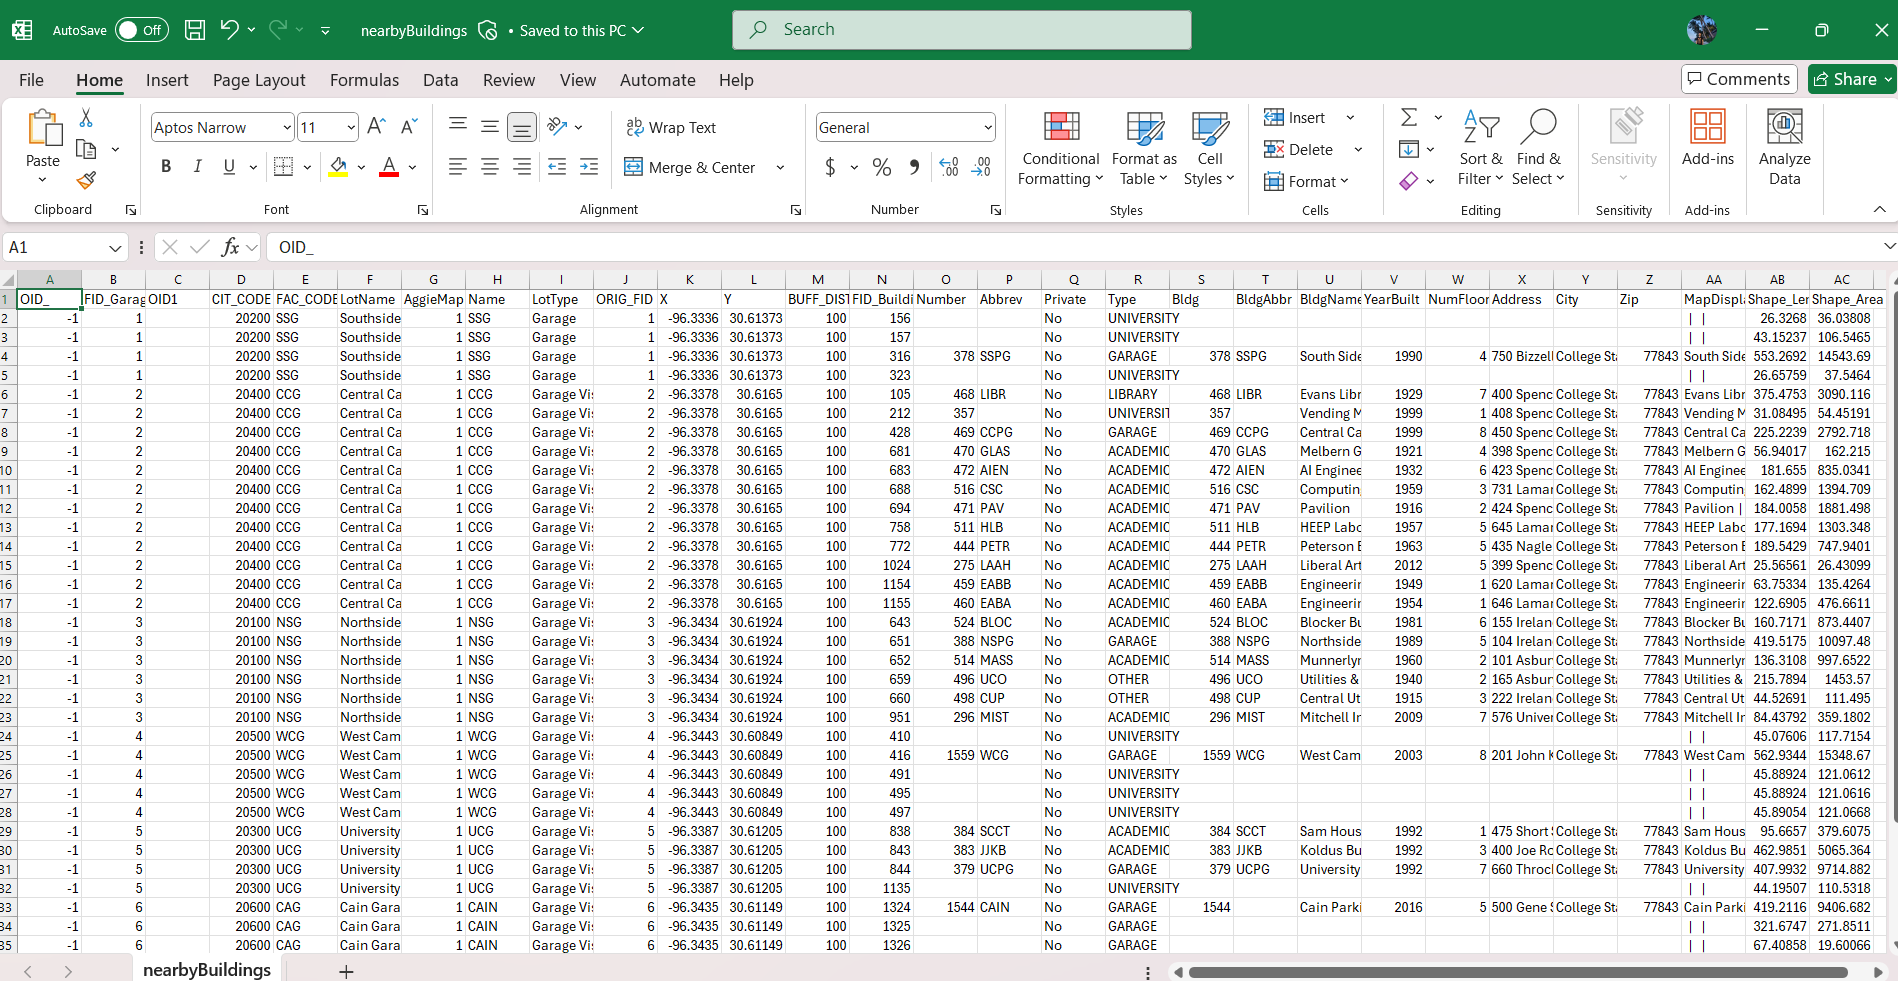 AutoSave Off nearbyBuildings • Saved to this PC Search
File Home Insert Page Layout Formulas Data Review View Automate Help Comments Share
Paste Aptos Narrow 11 Wrap Text General Conditional Formatting Format as Table Cell Styles Insert Sort & Filter Find & Select Sensitivity Add-ins Analyze Data
B I U Merge & Center $ % Delete
Format
Clipboard Font Alignment Number Styles Cells Editing Sensitivity Add-ins
A1 fx OID_
A B C D E F G H I J K L M N O P Q R S T U V W X Y Z AA AB AC
1 OID_ FID_Garag OID1 CIT_CODE FAC_CODE LotName AggieMap Name LotType ORIG_FID X Y BUFF_DIST FID_Buildi Number Abbrev Private Type Bldg BldgAbbr BldgName YearBuilt NumFloor Address City Zip MapDispla Shape_Ler Shape_Area
2 -1 1 20200 SSG Southside 1 SSG Garage 1 -96.3336 30.61373 100 156 No UNIVERSITY | | 26.3268 36.03808
3 -1 1 20200 SSG Southside 1 SSG Garage 1 -96.3336 30.61373 100 157 No UNIVERSITY | | 43.15237 106.5465
4 -1 1 20200 SSG Southside 1 SSG Garage 1 -96.3336 30.61373 100 316 378 SSPG No GARAGE 378 SSPG South Side 1990 4 750 Bizzell College St 77843 South Side 553.2692 14543.69
5 -1 1 20200 SSG Southside 1 SSG Garage 1 -96.3336 30.61373 100 323 No UNIVERSITY | | 26.65759 37.5464
6 -1 2 20400 CCG Central Ca 1 CCG Garage Vi 2 -96.3378 30.6165 100 105 468 LIBR No LIBRARY 468 LIBR Evans Libr 1929 7 400 Spenc College St 77843 Evans Libr 375.4753 3090.116
7 -1 2 20400 CCG Central Ca 1 CCG Garage Vi 2 -96.3378 30.6165 100 212 357 No UNIVERSIT 357 Vending M 1999 1 408 Spenc College St 77843 Vending M 31.08495 54.45191
8 -1 2 20400 CCG Central Ca 1 CCG Garage Vi 2 -96.3378 30.6165 100 428 469 CCPG No GARAGE 469 CCPG Central Ca 1999 8 450 Spenc College St 77843 Central Ca 225.2239 2792.718
9 -1 2 20400 CCG Central Ca 1 CCG Garage Vi 2 -96.3378 30.6165 100 681 470 GLAS No ACADEMIC 470 GLAS Melbern G 1921 4 398 Spenc College St 77843 Melbern G 56.94017 162.215
10 -1 2 20400 CCG Central Ca 1 CCG Garage Vi 2 -96.3378 30.6165 100 683 472 AIEN No ACADEMIC 472 AIEN AI Enginee 1932 6 423 Spenc College St 77843 AI Enginee 181.655 835.0341
11 -1 2 20400 CCG Central Ca 1 CCG Garage Vi 2 -96.3378 30.6165 100 688 516 CSC No ACADEMIC 516 CSC Computin 1959 3 731 Lamar College St 77843 Computin 162.4899 1394.709
12 -1 2 20400 CCG Central Ca 1 CCG Garage Vi 2 -96.3378 30.6165 100 694 471 PAV No ACADEMIC 471 PAV Pavilion 1916 2 424 Spenc College St 77843 Pavilion | 184.0058 1881.498
13 -1 2 20400 CCG Central Ca 1 CCG Garage Vi 2 -96.3378 30.6165 100 758 511 HLB No ACADEMIC 511 HLB HEEP Labc 1957 5 645 Lamar College St 77843 HEEP Labc 177.1694 1303.348
14 -1 2 20400 CCG Central Ca 1 CCG Garage Vi 2 -96.3378 30.6165 100 772 444 PETR No ACADEMIC 444 PETR Peterson E 1963 5 435 Nagle College St 77843 Peterson E 189.5429 747.9401
15 -1 2 20400 CCG Central Ca 1 CCG Garage Vi 2 -96.3378 30.6165 100 1024 275 LAAH No ACADEMIC 275 LAAH Liberal Art 2012 5 399 Spenc College St 77843 Liberal Art 25.56561 26.43099
16 -1 2 20400 CCG Central Ca 1 CCG Garage Vi 2 -96.3378 30.6165 100 1154 459 EABB No ACADEMIC 459 EABB Engineerir 1949 1 620 Lamar College St 77843 Engineerir 63.75334 135.4264
17 -1 2 20400 CCG Central Ca 1 CCG Garage Vi 2 -96.3378 30.6165 100 1155 460 EABA No ACADEMIC 460 EABA Engineerir 1954 1 646 Lamar College St 77843 Engineerir 122.6905 476.6611
18 -1 3 20100 NSG Northside 1 NSG Garage Vi 3 -96.3434 30.61924 100 643 524 BLOC No ACADEMIC 524 BLOC Blocker Bu 1981 6 155 Irelan College St 77843 Blocker Bu 160.7171 873.4407
19 -1 3 20100 NSG Northside 1 NSG Garage Vi 3 -96.3434 30.61924 100 651 388 NSPG No GARAGE 388 NSPG Northside 1989 5 104 Irelan College St 77843 Northside 419.5175 10097.48
20 -1 3 20100 NSG Northside 1 NSG Garage Vi 3 -96.3434 30.61924 100 652 514 MASS No ACADEMIC 514 MASS Munnerlyr 1960 2 101 Asbur College St 77843 Munnerlyr 136.3108 997.6522
21 -1 3 20100 NSG Northside 1 NSG Garage Vi 3 -96.3434 30.61924 100 659 496 UCO No OTHER 496 UCO Utilities & 1940 2 165 Asbur College St 77843 Utilities & 215.7894 1453.57
22 -1 3 20100 NSG Northside 1 NSG Garage Vi 3 -96.3434 30.61924 100 660 498 CUP No OTHER 498 CUP Central Ut 1915 3 222 Irelan College St 77843 Central Ut 44.52691 111.495
23 -1 3 20100 NSG Northside 1 NSG Garage Vi 3 -96.3434 30.61924 100 951 296 MIST No ACADEMIC 296 MIST Mitchell Ir 2009 7 576 Univer College St 77843 Mitchell Ir 84.43792 359.1802
24 -1 4 20500 WCG West Cam 1 WCG Garage Vi 4 -96.3443 30.60849 100 410 No UNIVERSITY | | 45.07606 117.7154
25 -1 4 20500 WCG West Cam 1 WCG Garage Vi 4 -96.3443 30.60849 100 416 1559 WCG No GARAGE 1559 WCG West Cam 2003 8 201 John K College St 77843 West Cam 562.9344 15348.67
26 -1 4 20500 WCG West Cam 1 WCG Garage Vi 4 -96.3443 30.60849 100 491 No UNIVERSITY | | 45.88924 121.0612
27 -1 4 20500 WCG West Cam 1 WCG Garage Vi 4 -96.3443 30.60849 100 495 No UNIVERSITY | | 45.88924 121.0616
28 -1 4 20500 WCG West Cam 1 WCG Garage Vi 4 -96.3443 30.60849 100 497 No UNIVERSITY | | 45.89054 121.0668
29 -1 5 20300 UCG University 1 UCG Garage Vi 5 -96.3387 30.61205 100 838 384 SCCT No ACADEMIC 384 SCCT Sam Hous 1992 1 475 Short College St 77843 Sam Hous 95.6657 379.6075
30 -1 5 20300 UCG University 1 UCG Garage Vi 5 -96.3387 30.61205 100 843 383 JJKB No ACADEMIC 383 JJKB Koldus Bu 1992 3 400 Joe Ro College St 77843 Koldus Bu 462.9851 5065.364
31 -1 5 20300 UCG University 1 UCG Garage Vi 5 -96.3387 30.61205 100 844 379 UCPG No GARAGE 379 UCPG University 1992 7 660 Throcl College St 77843 University 407.9932 9714.882
32 -1 5 20300 UCG University 1 UCG Garage Vi 5 -96.3387 30.61205 100 1135 No UNIVERSITY | | 44.19507 110.5318
33 -1 6 20600 CAG Cain Gara 1 CAIN Garage Vi 6 -96.3435 30.61149 100 1324 1544 CAIN No GARAGE 1544 Cain Parki 2016 5 500 Gene S College St 77843 Cain Parki 419.2116 9406.682
34 -1 6 20600 CAG Cain Gara 1 CAIN Garage Vi 6 -96.3435 30.61149 100 1325 No GARAGE | | 321.6747 271.8511
35 -1 6 20600 CAG Cain Gara 1 CAIN Garage Vi 6 -96.3435 30.61149 100 1326 No GARAGE | | 67.40858 19.60066
nearbyBuildings